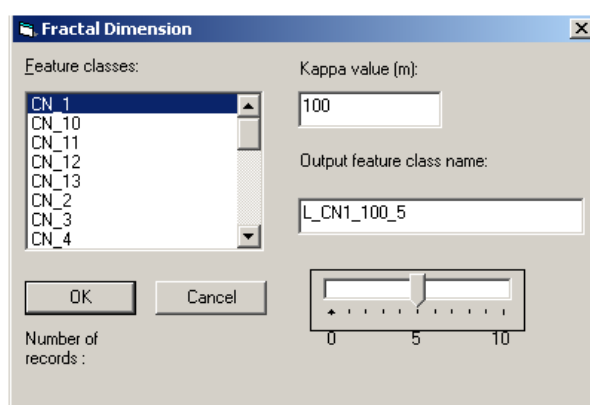 Fractal Dimension
Feature classes:
CN_1
CN_10
CN_11
CN_12
CN_13
CN_2
CN_3
CN_4
Kappa value (m):
100
Output feature class name:
L_CN1_100_5
OK
Cancel
0 5 10
Number of
records :